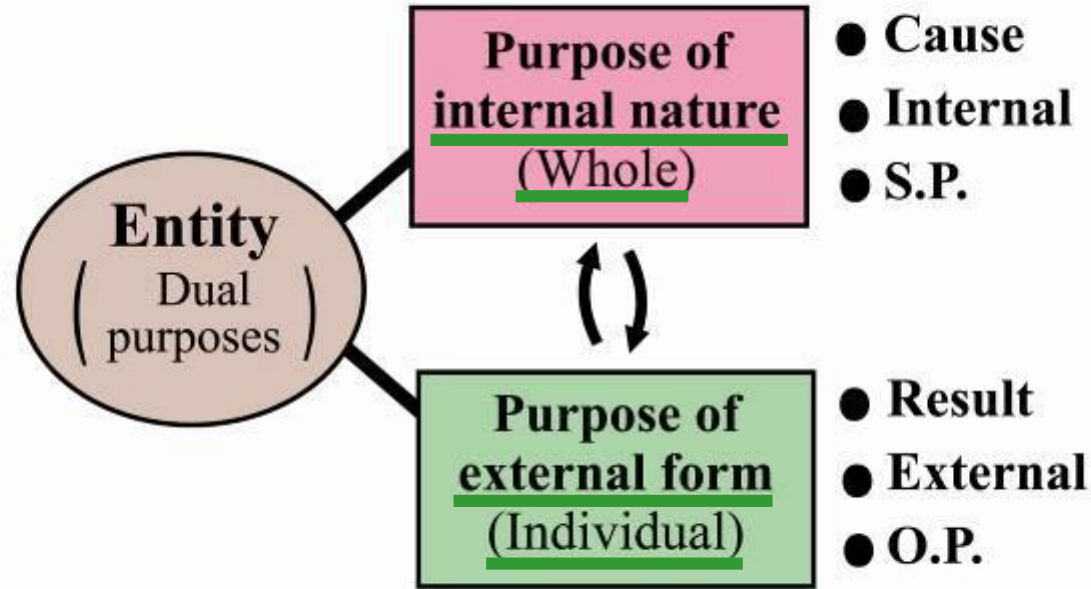 Entity
( Dual
purposes )
Purpose of
internal nature
(Whole)
● Cause
● Internal
● S.P.
Purpose of
external form
(Individual)
● Result
● External
● O.P.